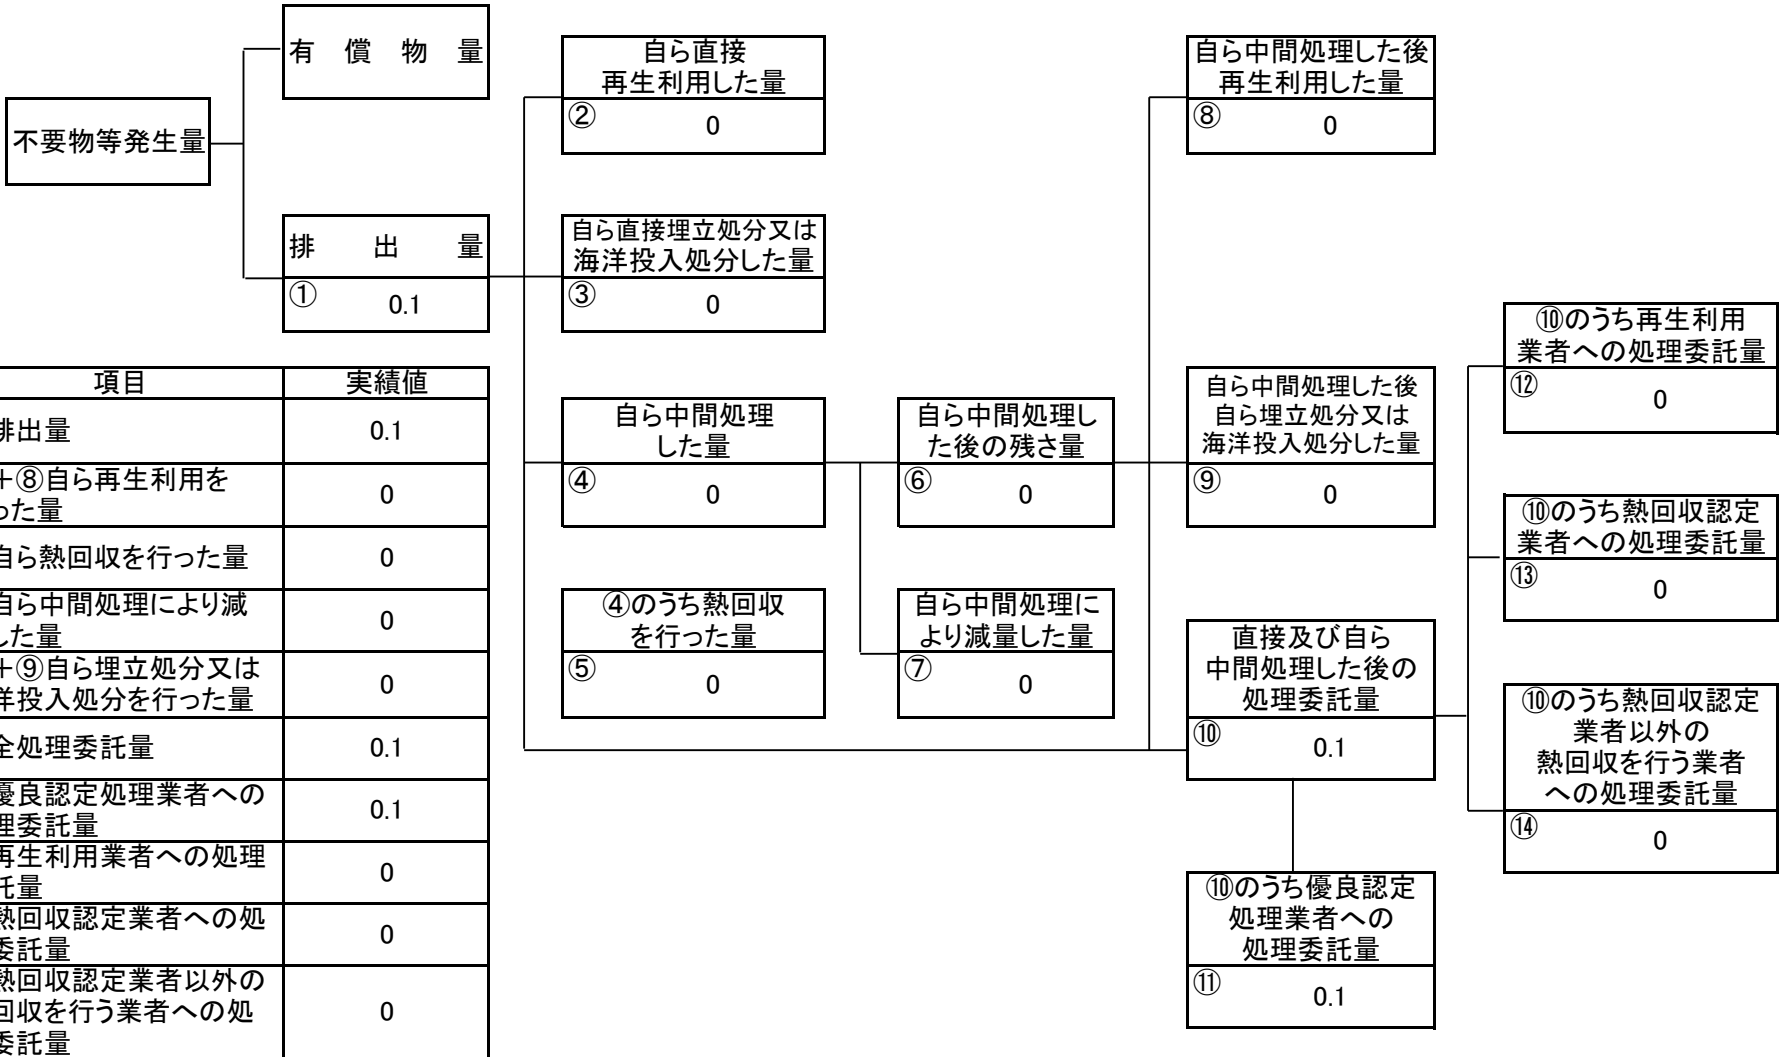 有償物量
不要物等発生量
排出量
①
0.1
自ら直接
再生利用した量
②
0
自ら直接埋立処分又は
海洋投入処分した量
③
0
自ら中間処理
した量
④
0
④のうち熱回収
を行った量
⑤
0
自ら中間処理し
た後の残さ量
⑥
0
自ら中間処理に
より減量した量
⑦
0
自ら中間処理した後
再生利用した量
⑧
0
自ら中間処理した後
自ら埋立処分又は
海洋投入処分した量
⑨
0
直接及び自ら
中間処理した後の
処理委託量
⑩
0.1
⑩のうち優良認定
処理業者への
処理委託量
⑪
0.1
⑩のうち再生利用
業者への処理委託量
⑫
0
⑩のうち熱回収認定
業者への処理委託量
⑬
0
⑩のうち熱回収認定
業者以外の
熱回収を行う業者
への処理委託量
⑭
0
項目 実績値
排出量 0.1
+⑧自ら再生利用を
った量 0
自ら熱回収を行った量 0
自ら中間処理により減
した量 0
+⑨自ら埋立処分又は
洋投入処分を行った量 0
全処理委託量 0.1
優良認定処理業者への
理委託量 0.1
再生利用業者への処理
託量 0
熱回収認定業者への処
委託量 0
熱回収認定業者以外の
回収を行う業者への処
委託量 0